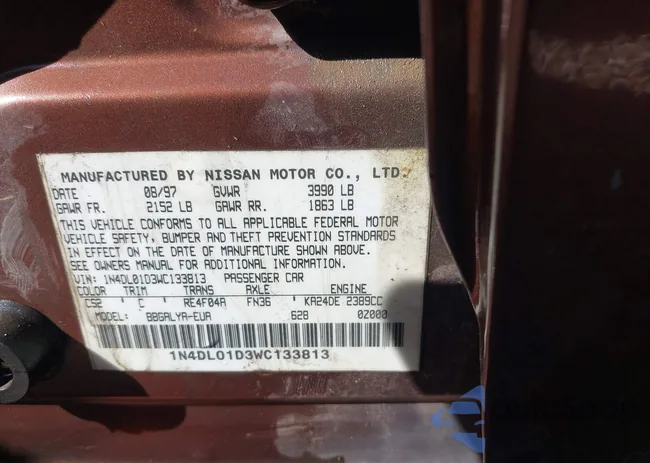 MANUFACTURED BY NISSAN MOTOR CO., LTD.
DATE 08/97 GVWR 3990 LB
GAWR FR. 2152 LB GAWR RR. 1863 LB
THIS VEHICLE CONFORMS TO ALL APPLICABLE FEDERAL MOTOR
VEHICLE SAFETY, BUMPER AND THEFT PREVENTION STANDARDS
IN EFFECT ON THE DATE OF MANUFACTURE SHOWN ABOVE.
SEE OWNERS MANUAL FOR ADDITIONAL INFORMATION.
VIN: 1N4DL01D3WC133813 PASSENGER CAR
COLOR TRIM TRANS AXLE ENGINE
CS2 ' C ' RE4F04A FN36 ' KA24DE 2389CC
MODEL: BBGALYA-EUA 628 0Z000
1N4DL01D3WC133813